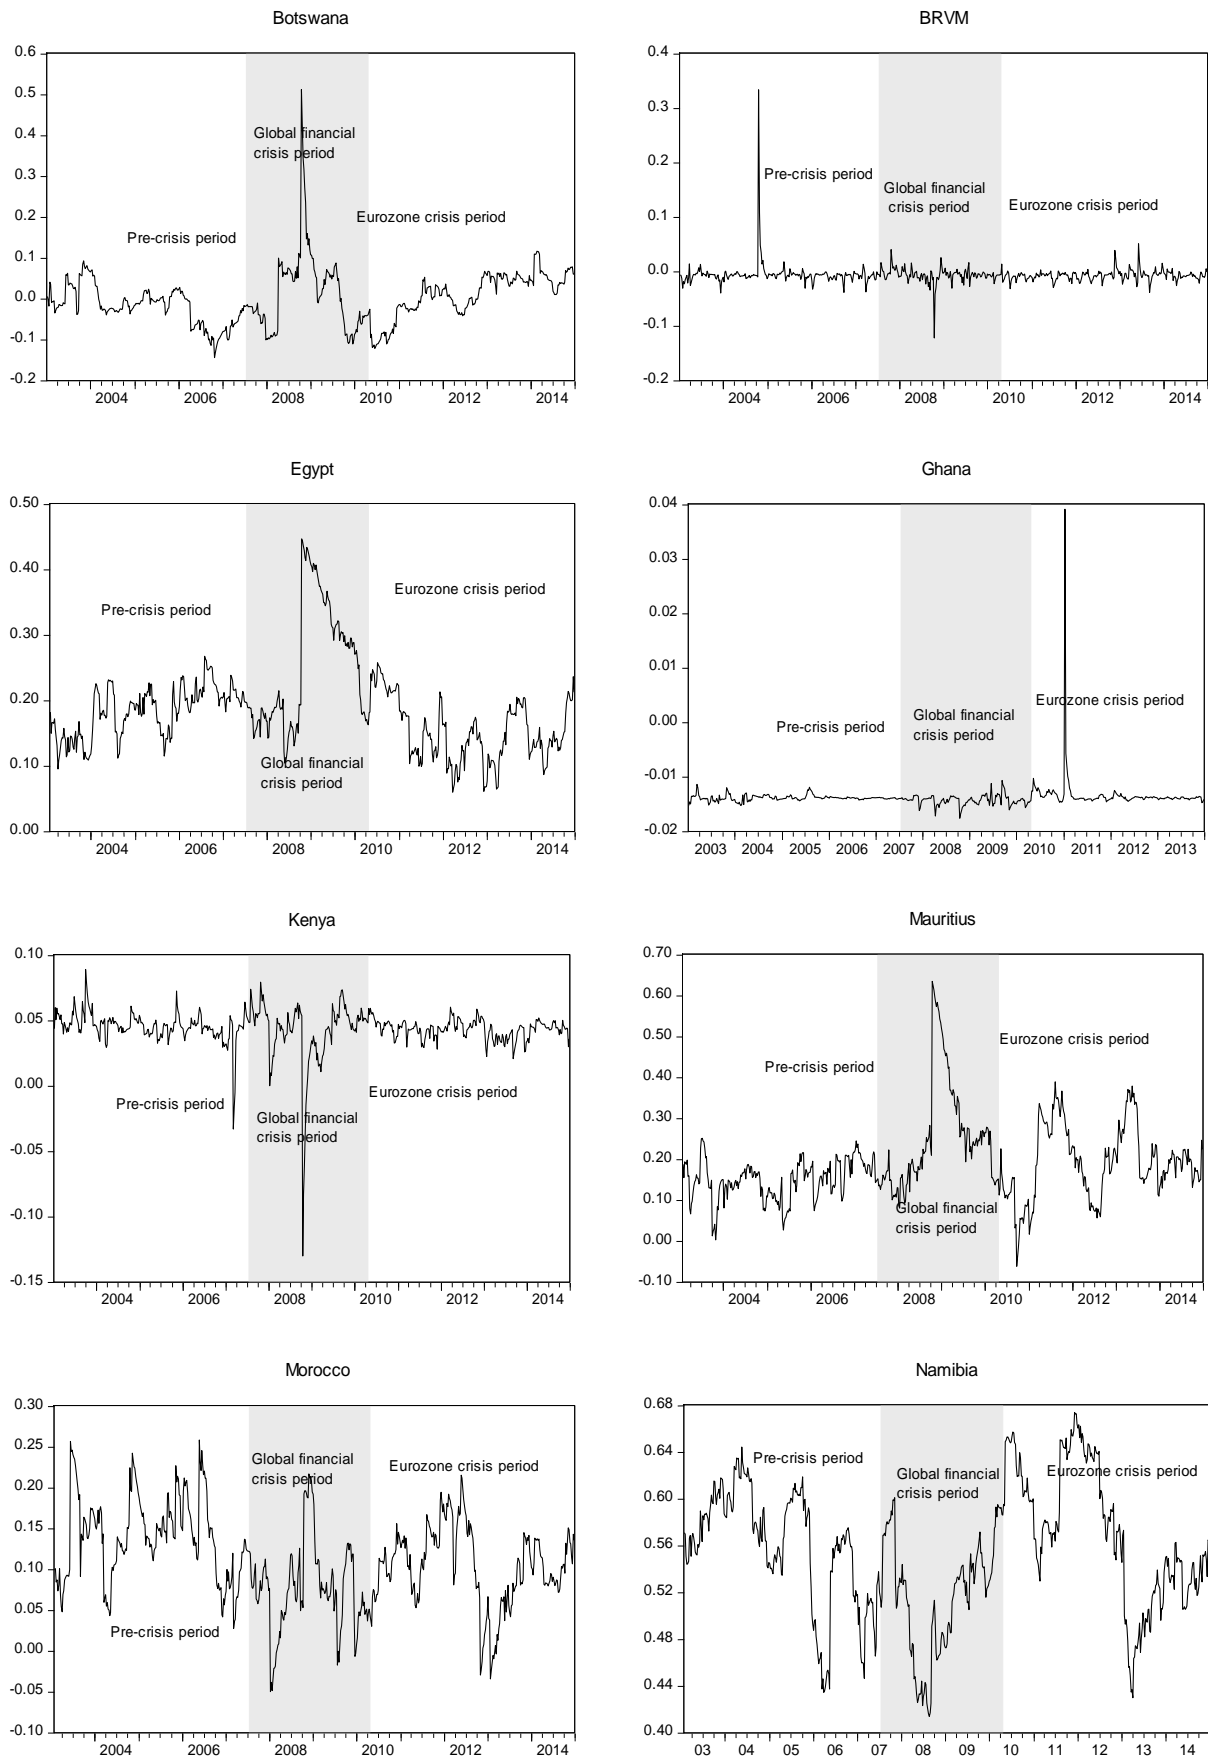 Botswana
0.6
0.5
0.4
0.3
0.2
0.1
0.0
-0.1
-0.2
Global financial
crisis period
Eurozone crisis period
Pre-crisis period
2004 2006 2008 2010 2012 2014
BRVM
0.4
0.3
0.2
0.1
0.0
-0.1
-0.2
Pre-crisis period
Global financial
crisis period
Eurozone crisis period
2004 2006 2008 2010 2012 2014
Egypt
0.50
0.40
0.30
0.20
0.10
0.00
Eurozone crisis period
Pre-crisis period
Global financial
crisis period
2004 2006 2008 2010 2012 2014
Ghana
0.04
0.03
0.02
0.01
0.00
-0.01
-0.02
Eurozone crisis period
Pre-crisis period
Global financial
crisis period
2003 2004 2005 2006 2007 2008 2009 2010 2011 2012 2013
Kenya
0.10
0.05
0.00
-0.05
-0.10
-0.15
Pre-crisis period
Global financial
crisis period
Eurozone crisis period
2004 2006 2008 2010 2012 2014
Mauritius
0.70
0.60
0.50
0.40
0.30
0.20
0.10
0.00
-0.10
Eurozone crisis period
Pre-crisis period
Global financial
crisis period
2004 2006 2008 2010 2012 2014
Morocco
0.30
0.25
0.20
0.15
0.10
0.05
0.00
-0.05
-0.10
Global financial
crisis period
Eurozone crisis period
Pre-crisis period
2004 2006 2008 2010 2012 2014
Namibia
0.68
0.64
0.60
0.56
0.52
0.48
0.44
0.40
Pre-crisis period
Global financial
crisis period
Eurozone crisis period
03 04 05 06 07 08 09 10 11 12 13 14